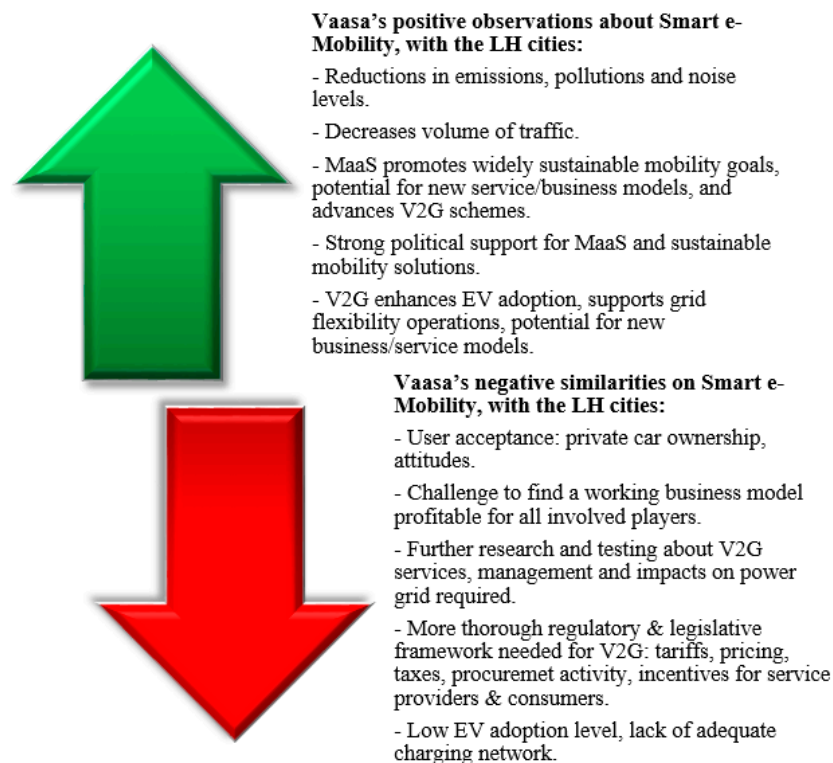 Vaasa's positive observations about Smart e-
Mobility, with the LH cities:
- Reductions in emissions, pollutions and noise
levels.
- Decreases volume of traffic.
- MaaS promotes widely sustainable mobility goals,
potential for new service/business models, and
advances V2G schemes.
- Strong political support for MaaS and sustainable
mobility solutions.
- V2G enhances EV adoption, supports grid
flexibility operations, potential for new
business/service models.
Vaasa's negative similarities on Smart e-
Mobility, with the LH cities:
- User acceptance: private car ownership,
attitudes.
- Challenge to find a working business model
profitable for all involved players.
- Further research and testing about V2G
services, management and impacts on power
grid required.
- More thorough regulatory & legislative
framework needed for V2G: tariffs, pricing,
taxes, procuremet activity, incentives for service
providers & consumers.
- Low EV adoption level, lack of adequate
charging network.